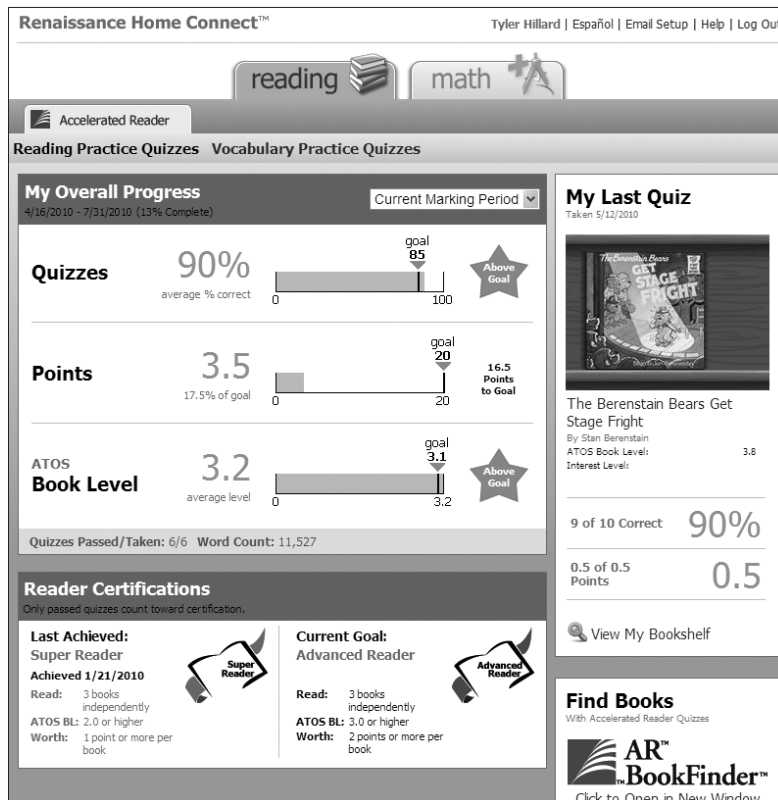 Renaissance Home Connect™
Tyler Hillard | Español | Email Setup | Help | Log Out
reading
math
Accelerated Reader
Reading Practice Quizzes Vocabulary Practice Quizzes
My Overall Progress
4/16/2010 - 7/31/2010 (13% Complete)
Current Marking Period
Quizzes
90%
average % correct
goal
85
0
100
Above
Goal
Points
3.5
17.5% of goal
goal
20
0
20
16.5
Points
to Goal
ATOS
Book Level
3.2
average level
goal
3.1
0
3.2
Above
Goal
Quizzes Passed/Taken: 6/6 Word Count: 11,527
Reader Certifications
Only passed quizzes count toward certification.
Last Achieved:
Super Reader
Achieved 1/21/2010
Read: 3 books
independently
ATOS BL: 2.0 or higher
Worth: 1 point or more per
book
Super
Reader
Current Goal:
Advanced Reader
Read: 3 books
independently
ATOS BL: 3.0 or higher
Worth: 2 points or more per
book
Advanced
Reader
My Last Quiz
Taken 5/12/2010
The Berenstain Bears
GET
STAGE
FRIGHT
The Berenstain Bears Get
Stage Fright
By Stan Berenstain
ATOS Book Level: 3.8
Interest Level:
9 of 10 Correct 90%
0.5 of 0.5
Points
0.5
View My Bookshelf
Find Books
With Accelerated Reader Quizzes
AR™
BookFinder™
Click to Open in New Window